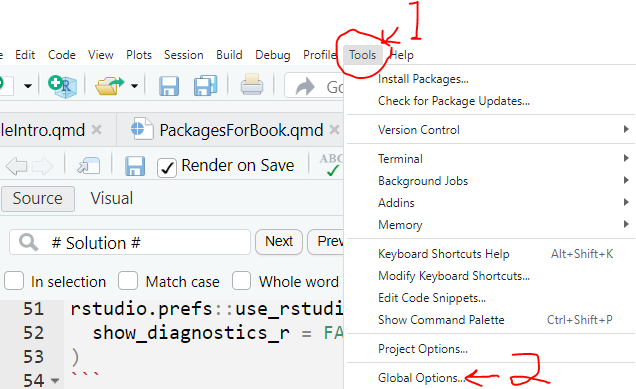 1
Edit Code View Plots Session Build Debug Profile Tools Help
Go
leIntro.qmd × PackagesForBook.qmd ×
Render on Save ABC
Source Visual
# Solution # Next Prev
In selection Match case Whole word
51 rstudio.prefs::use_rstudi
52 show_diagnostics_r = FA
53 )
54 ```
Install Packages...
Check for Package Updates...
Version Control
Terminal
Background Jobs
Addins
Memory
Keyboard Shortcuts Help Alt+Shift+K
Modify Keyboard Shortcuts...
Edit Code Snippets...
Show Command Palette Ctrl+Shift+P
Project Options...
Global Options... 2